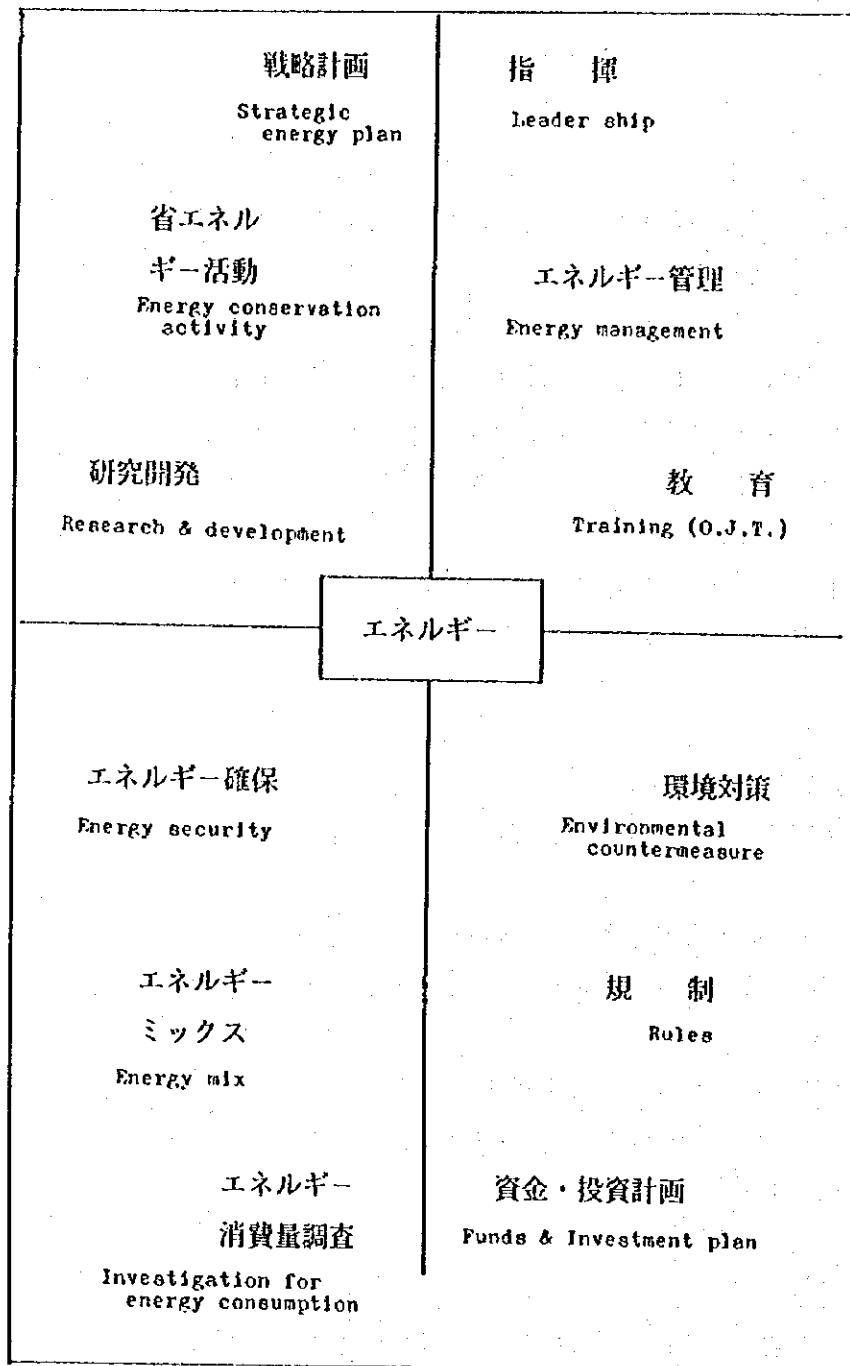 戦略計画
Strategic
energy plan
指 揮
Leader ship
省エネル
ギー活動
Energy conservation
activity
エネルギー管理
Energy management
研究開発
Research & development
教 育
Training (O.J.T.)
エネルギー
エネルギー確保
Energy security
環境対策
Environmental
countermeasure
エネルギー
ミックス
Energy mix
規 制
Rules
エネルギー
消費量調査
Investigation for
energy consumption
資金・投資計画
Funds & Investment plan